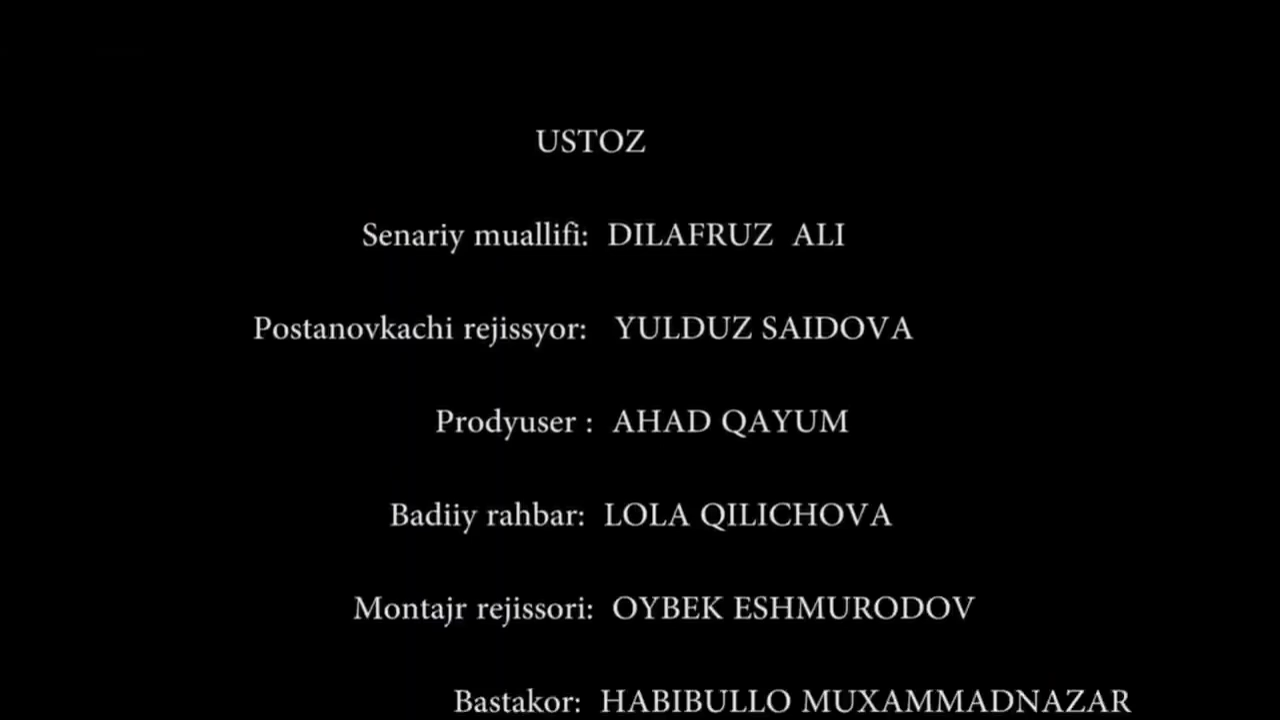 USTOZ
Senariy muallifi: DILAFRUZ ALI
Postanovkachi rejissyor: YULDUZ SAIDOVA
Prodyuser : AHAD QAYUM
Badiiy rahbar: LOLA QILICHOVA
Montajr rejissori: OYBEK ESHMURODOV
Bastakor: HABIBULLO MUXAMMADNAZAR